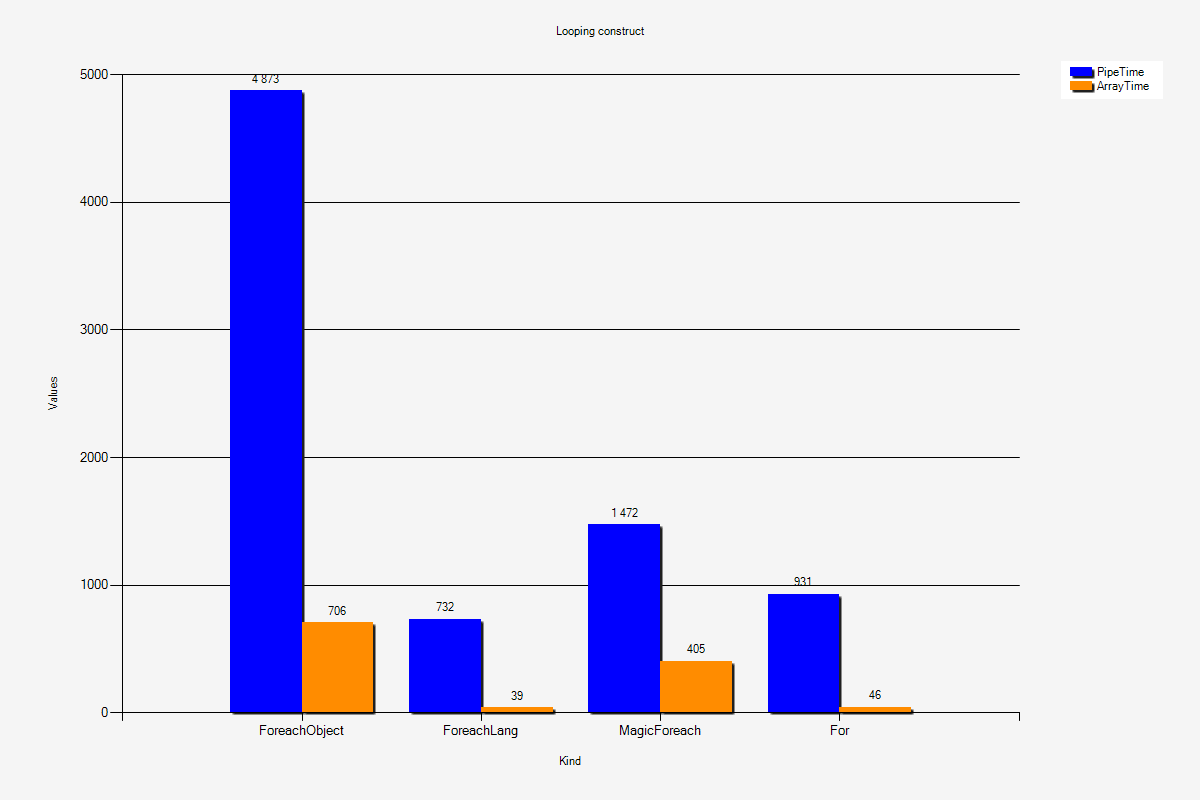 Looping construct
PipeTime
ArrayTime
5000
4000
3000
2000
1000
0
Values
4 873
706
732
39
1 472
405
931
46
ForeachObject
ForeachLang
MagicForeach
For
Kind